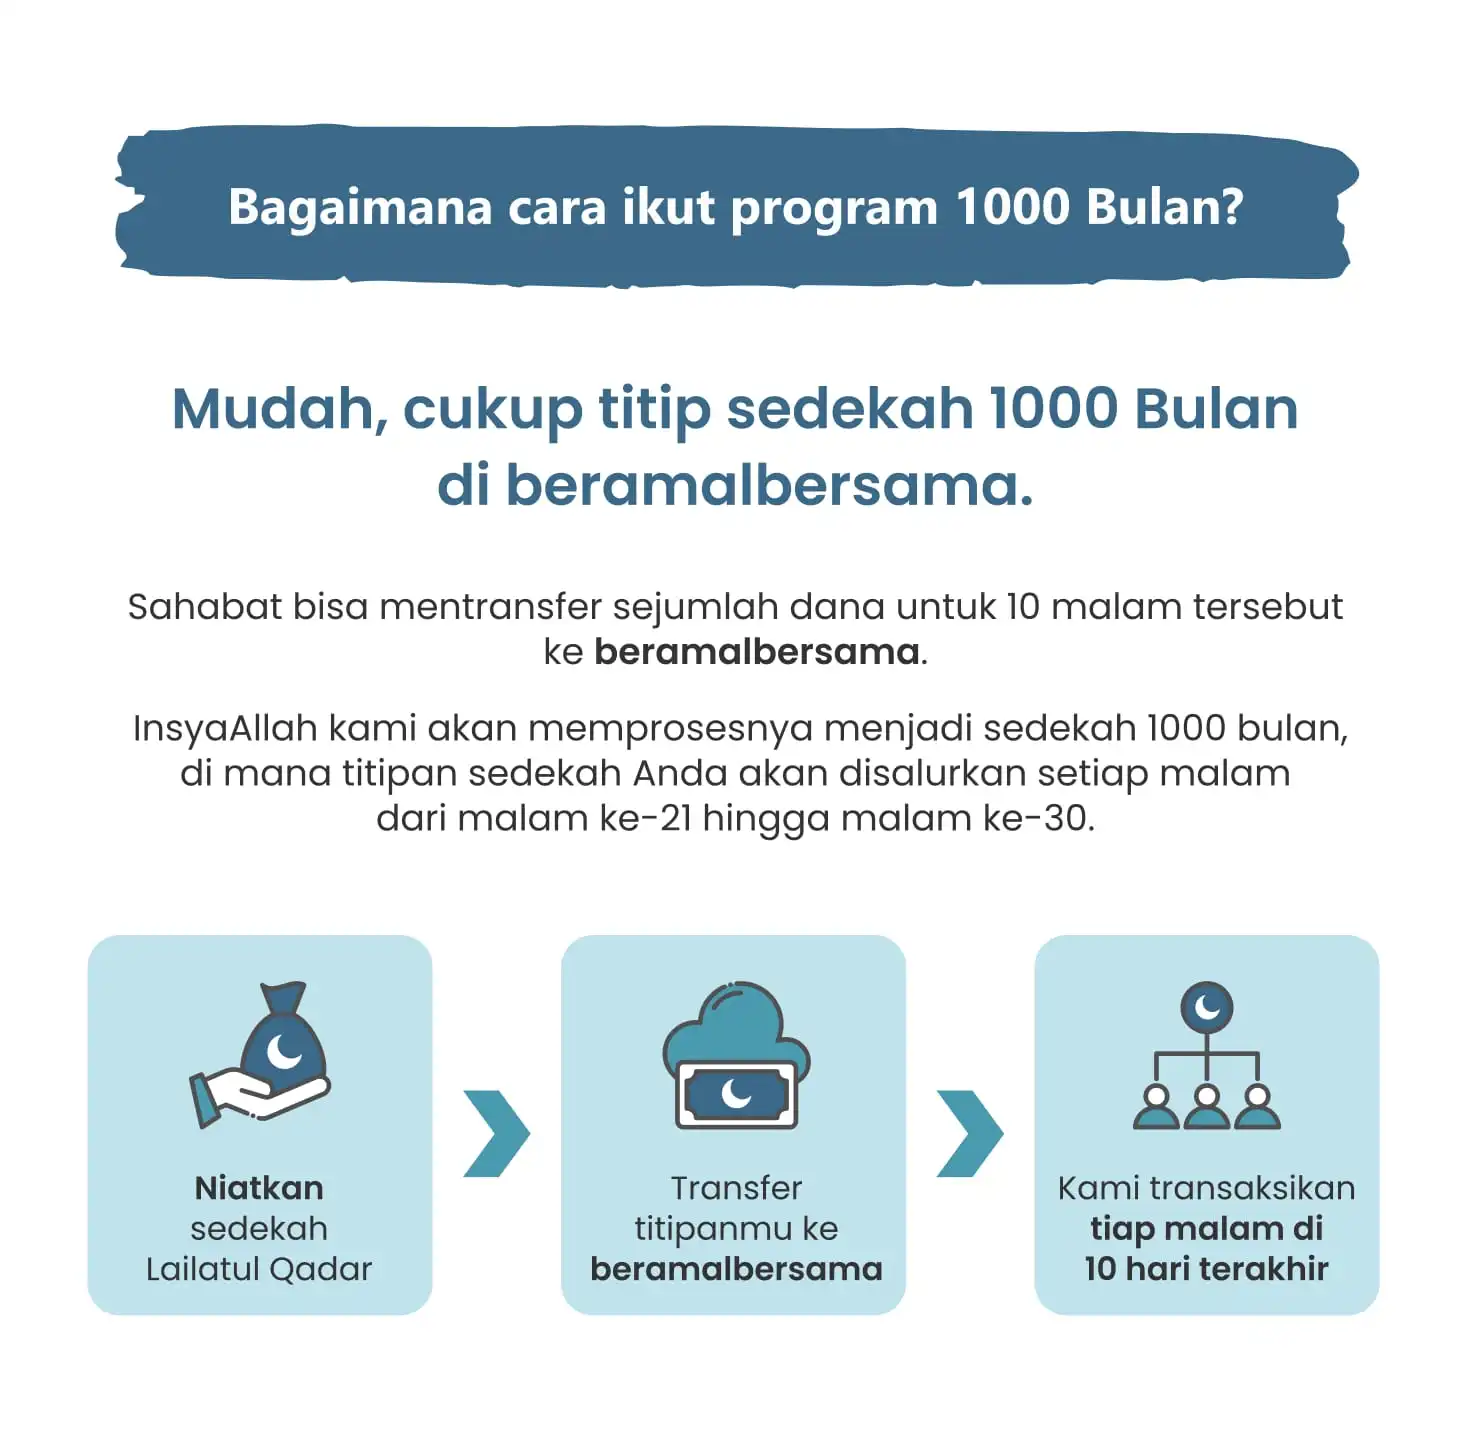 Bagaimana cara ikut program 1000 Bulan?
Mudah, cukup titip sedekah 1000 Bulan
di beramalbersama.
Sahabat bisa mentransfer sejumlah dana untuk 10 malam tersebut
ke beramalbersama.
InsyaAllah kami akan memprosesnya menjadi sedekah 1000 bulan,
di mana titipan sedekah Anda akan disalurkan setiap malam
dari malam ke-21 hingga malam ke-30.
Niatkan
sedekah
Lailatul Qadar
Transfer
titipanmu ke
beramalbersama
Kami transaksikan
tiap malam di
10 hari terakhir